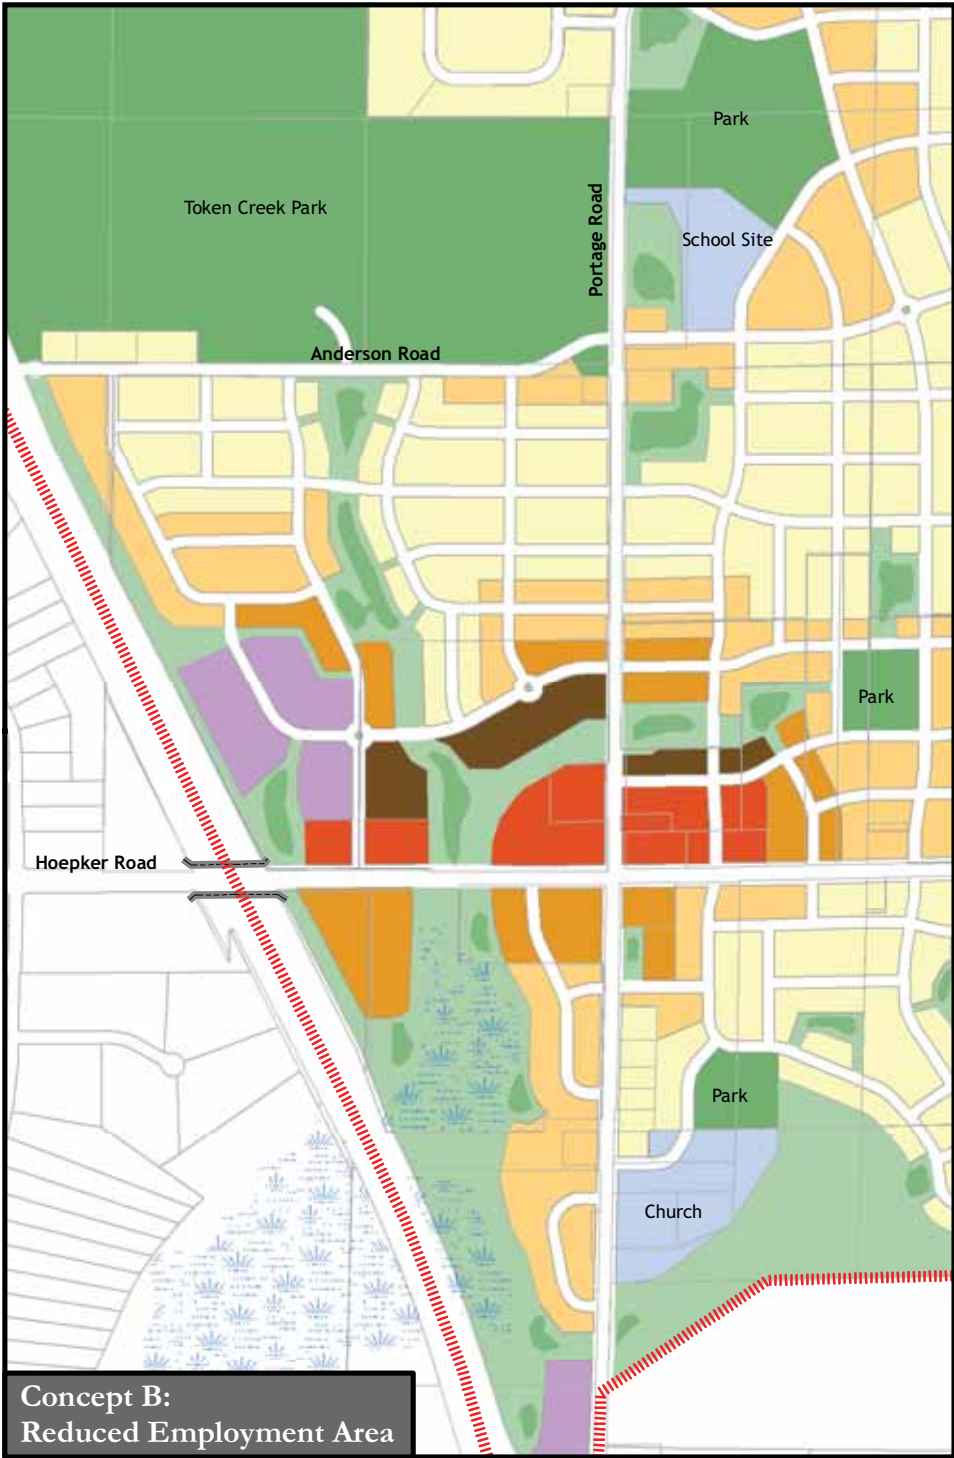 Park
Token Creek Park
Portage Road
School Site
Anderson Road
Park
Hoepker Road
Park
Church
Concept B:
Reduced Employment Area